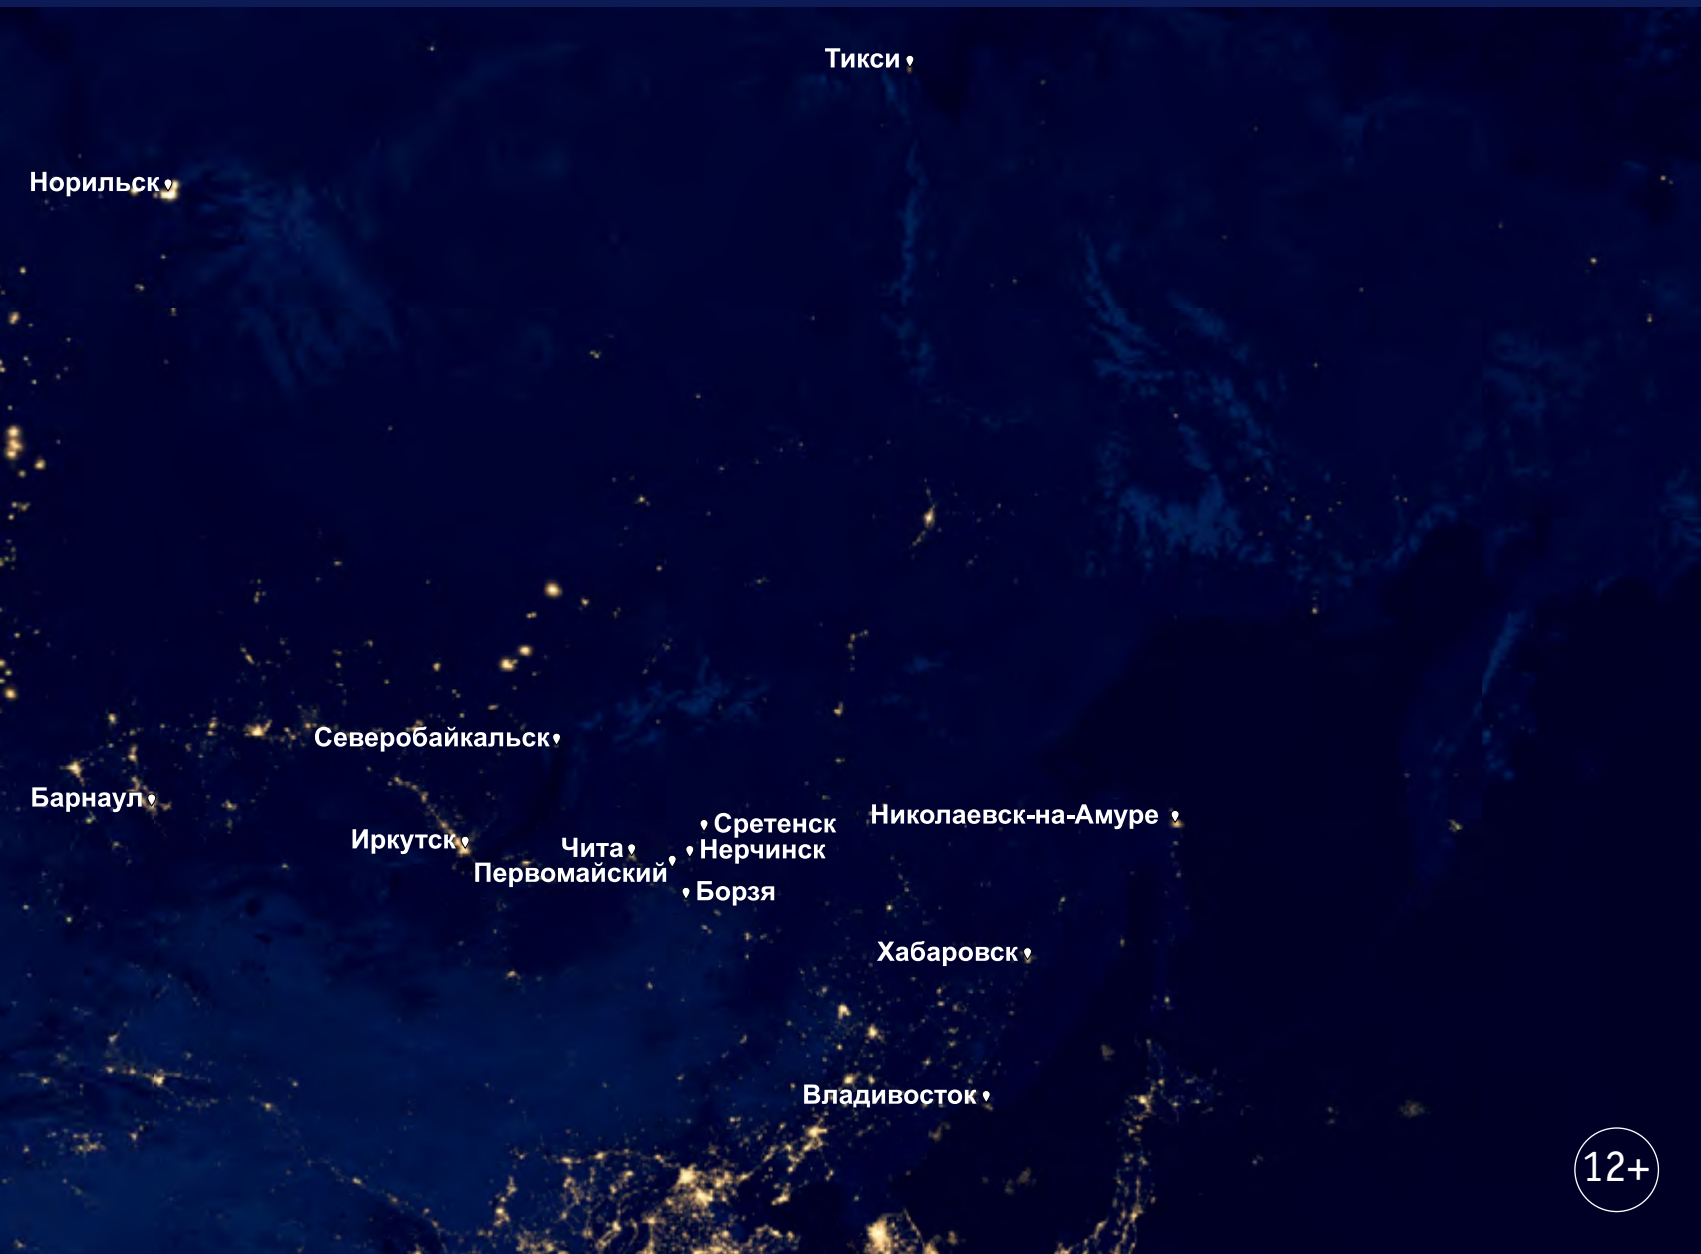 Тикси
Норильск
Северобайкальск
Барнаул
Николаевск-на-Амуре
Сретенск
Иркутск
Чита
Нерчинск
Первомайский
Борзя
Хабаровск
Владивосток
12+